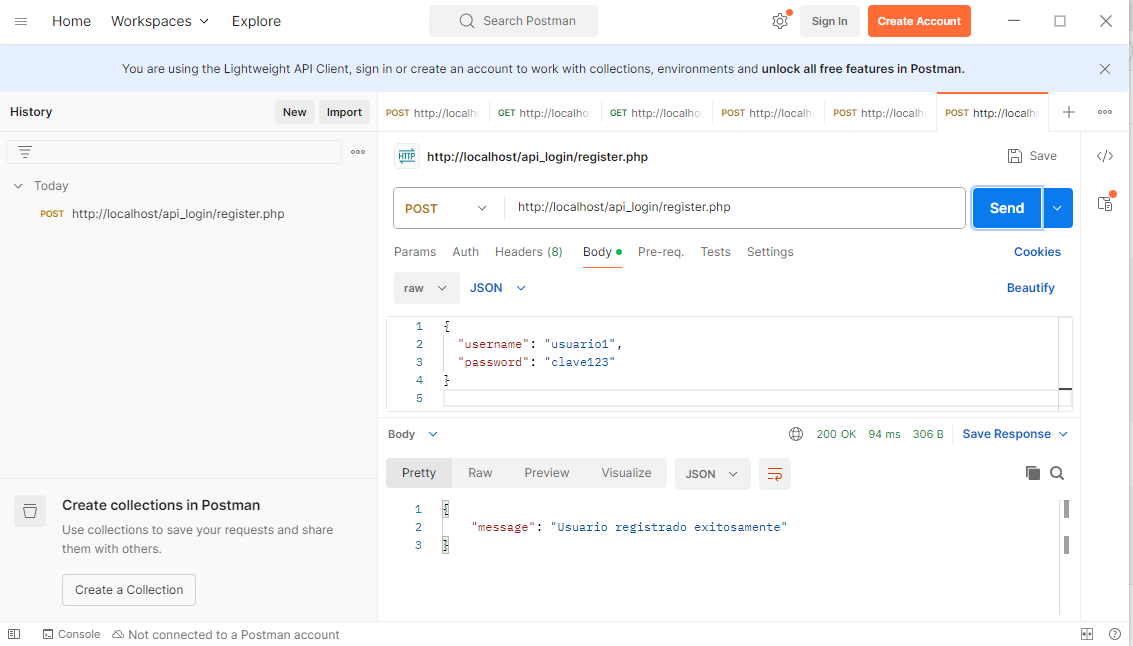 Home Workspaces Explore Search Postman Sign In Create Account
You are using the Lightweight API Client, sign in or create an account to work with collections, environments and unlock all free features in Postman.
History New Import
POST http://localh GET http://localho GET http://localho POST http://localh POST http://localh POST http://localh
HTTP http://localhost/api_login/register.php Save
Today
POST http://localhost/api_login/register.php
POST http://localhost/api_login/register.php Send
Params Auth Headers (8) Body Pre-req. Tests Settings Cookies
raw JSON Beautify
1 {
2 "username": "usuario1",
3 "password": "clave123"
4 }
5
Body 200 OK 94 ms 306 B Save Response
Pretty Raw Preview Visualize JSON
1 {
2 "message": "Usuario registrado exitosamente"
3 }
Create collections in Postman
Use collections to save your requests and share
them with others.
Create a Collection
Console Not connected to a Postman account